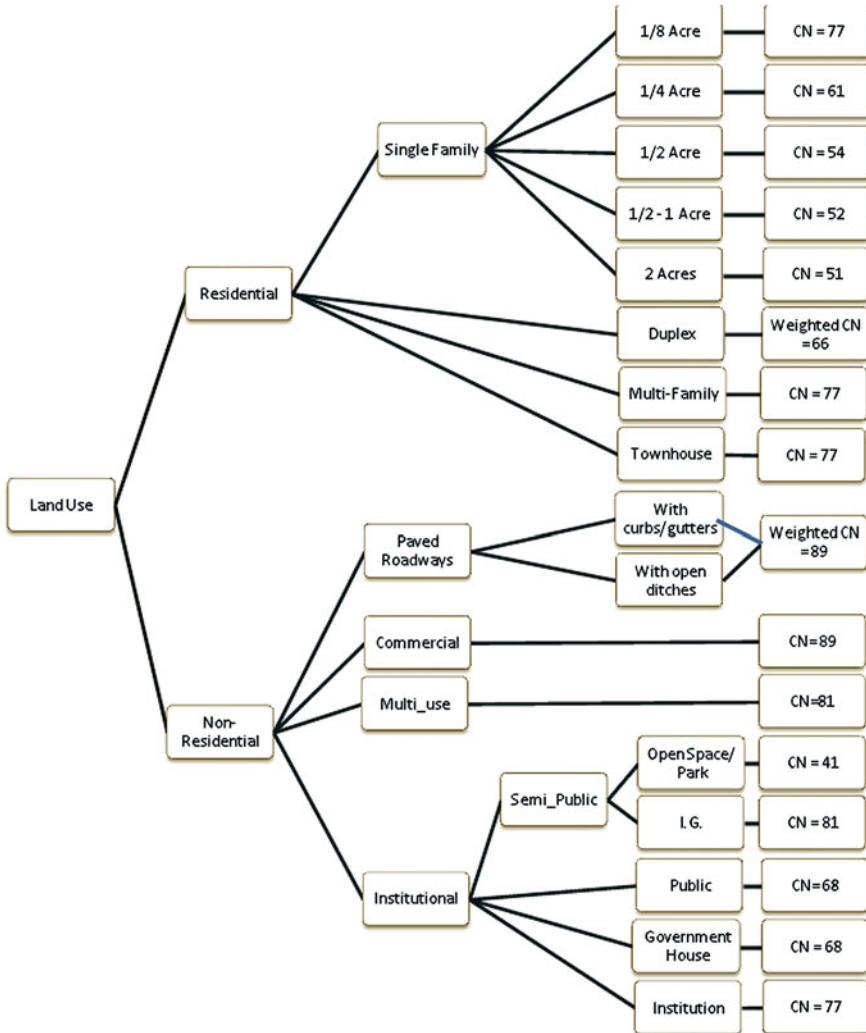 1/8 Acre
CN = 77
1/4 Acre
CN = 61
Single Family
1/2 Acre
CN = 54
1/2 - 1 Acre
CN = 52
2 Acres
CN = 51
Residential
Duplex
Weighted CN
=66
Multi-Family
CN = 77
Townhouse
CN = 77
Land Use
Paved
Roadways
With
curbs/gutters
With open
ditches
Weighted CN
=89
Commercial
CN=89
Multi_use
CN=81
Non-
Residential
Semi_Public
Open Space/
Park
CN = 41
I. G.
CN = 81
Institutional
Public
CN=68
Government
House
CN = 68
Institution
CN = 77